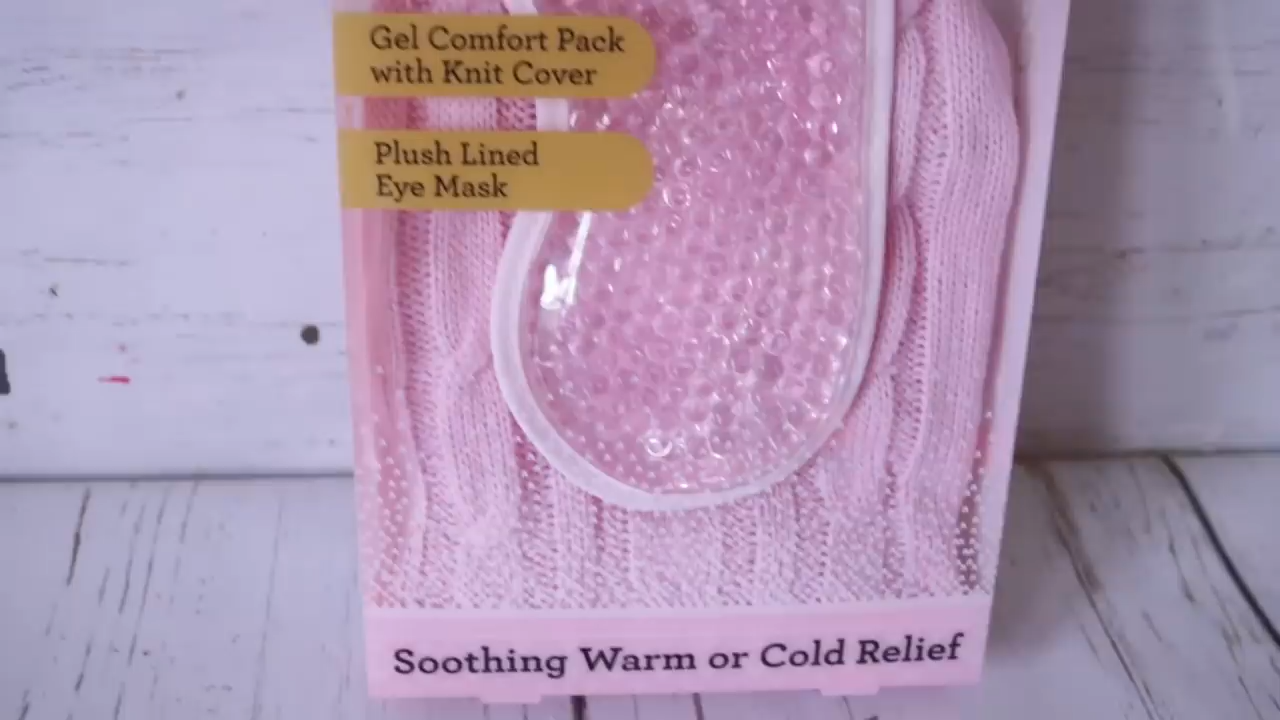 Gel Comfort Pack
with Knit Cover
Plush Lined
Eye Mask
Soothing Warm or Cold Relief